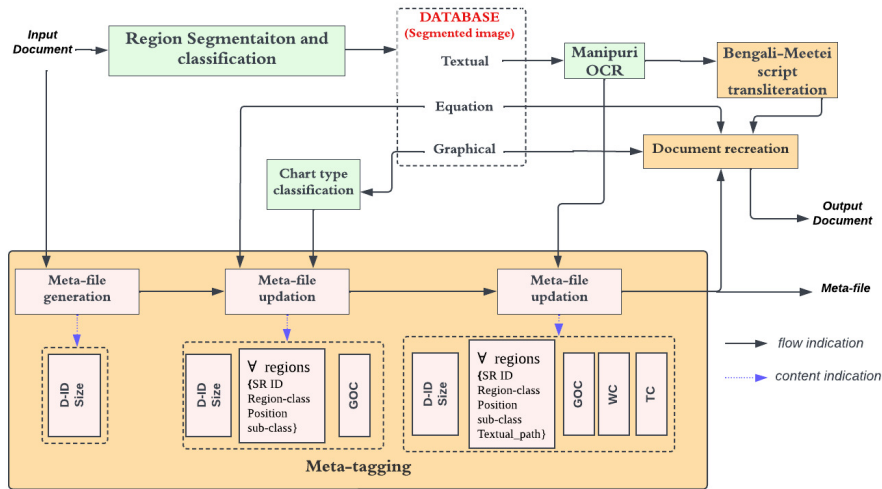 Input
Document
Region Segmentaiton and
classification
DATABASE
(Segmented image)
Textual
Equation
Graphical
Manipuri
OCR
Bengali-Meetei
script
transliteration
Document recreation
Chart type
classification
Output
Document
Meta-file
generation
Meta-file
updation
Meta-file
updation
Meta-file
D-ID
Size
D-ID
Size
∀ regions
{SR ID
Region-class
Position
sub-class}
GOC
D-ID
Size
∀ regions
{SR ID
Region-class
Position
sub-class
Textual_path}
GOC
WC
TC
flow indication
content indication
Meta-tagging